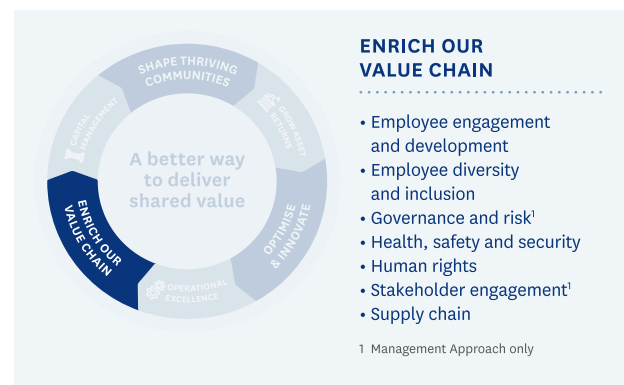 SHAPE THRIVING
COMMUNITIES
GROW ASSET
RETURNS
OPTIMISE
& INNOVATE
OPERATIONAL
EXCELLENCE
ENRICH OUR
VALUE CHAIN
CAPITAL
MANAGEMENT
A better way
to deliver
shared value
ENRICH OUR
VALUE CHAIN
• Employee engagement
and development
• Employee diversity
and inclusion
• Governance and risk¹
• Health, safety and security
• Human rights
• Stakeholder engagement¹
• Supply chain
1 Management Approach only